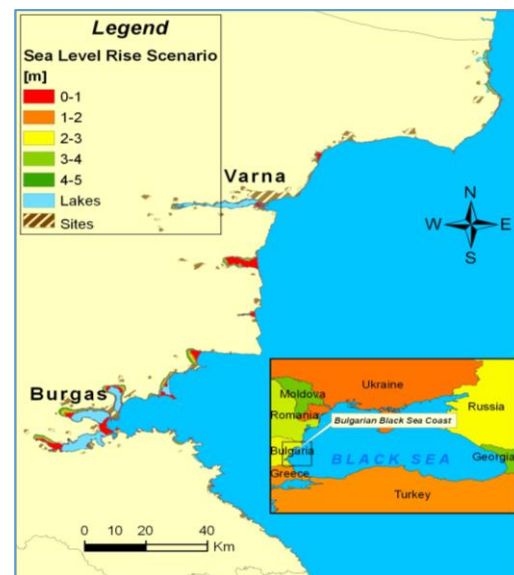 Legend
Sea Level Rise Scenario
[m]
0-1
1-2
2-3
3-4
4-5
Lakes
Sites
Varna
N
W E
S
Burgas
0 10 20 40
Km
Ukraine
Moldova
Russia
Romania
Bulgarian Black Sea Coast
Bulgaria
BLACK SEA
Georgia
Greece
Turkey